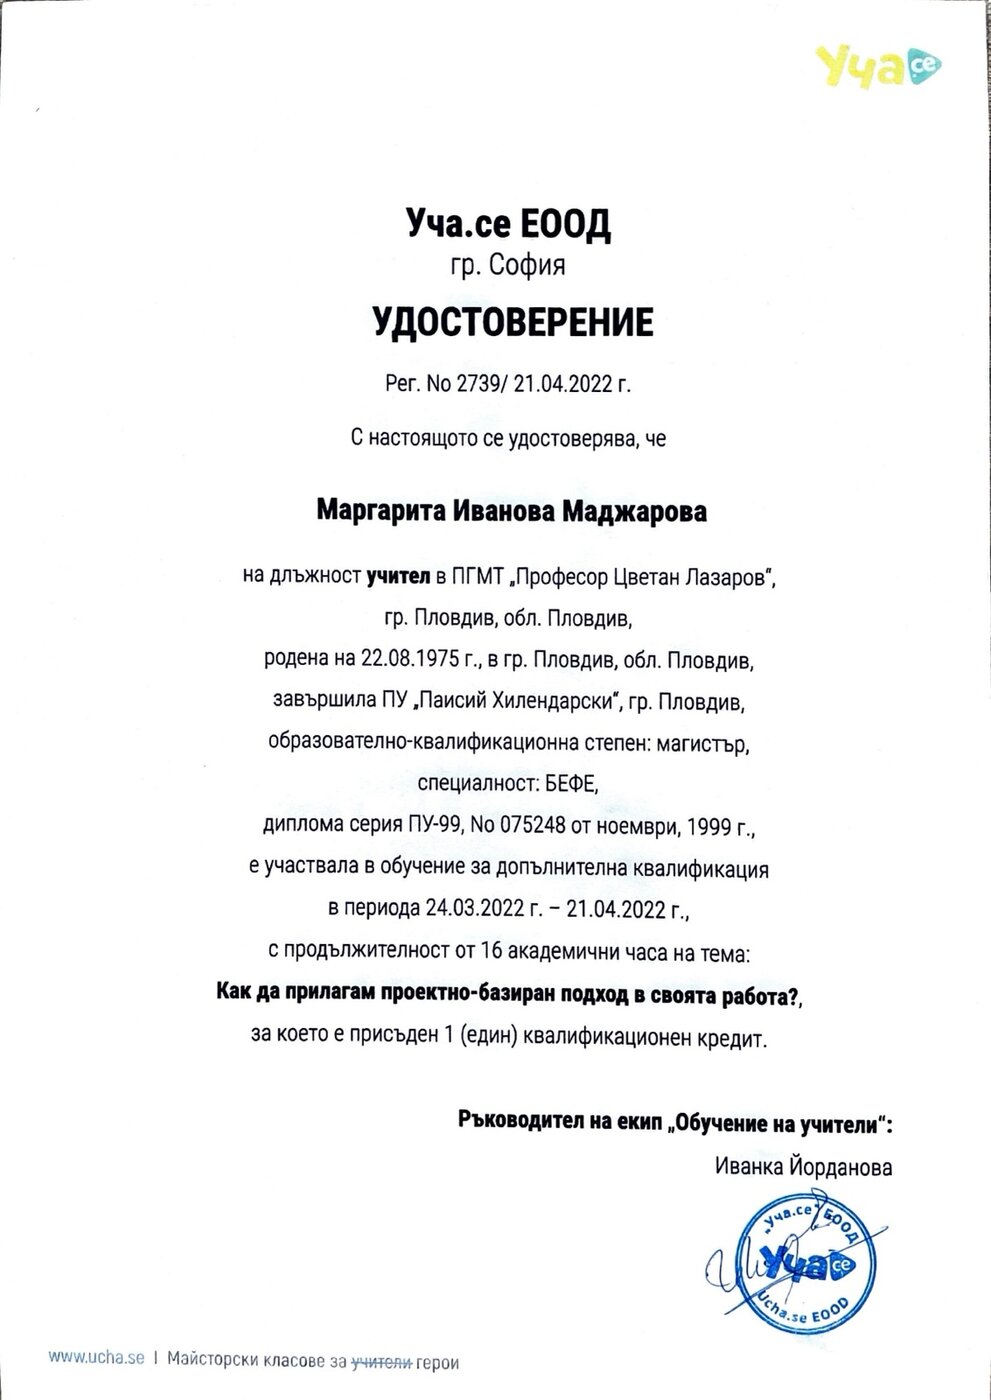 Уча.се
Уча.се ЕООД
гр. София
УДОСТОВЕРЕНИЕ
Рег. No 2739/ 21.04.2022 г.
С настоящото се удостоверява, че
Маргарита Иванова Маджарова
на длъжност учител в ПГМТ „Професор Цветан Лазаров“,
гр. Пловдив, обл. Пловдив,
родена на 22.08.1975 г., в гр. Пловдив, обл. Пловдив,
завършила ПУ „Паисий Хилендарски“, гр. Пловдив,
образователно-квалификационна степен: магистър,
специалност: БЕФЕ,
диплома серия ПУ-99, No 075248 от ноември, 1999 г.,
е участвала в обучение за допълнителна квалификация
в периода 24.03.2022 г. – 21.04.2022 г.,
с продължителност от 16 академични часа на тема:
Как да прилагам проектно-базиран подход в своята работа?,
за което е присъден 1 (един) квалификационен кредит.
Ръководител на екип „Обучение на учители“:
Иванка Йорданова
„Уча.се“ ЕООД
Уча.се
Ucha.se EOOD
www.ucha.se | Майсторски класове за учители герои